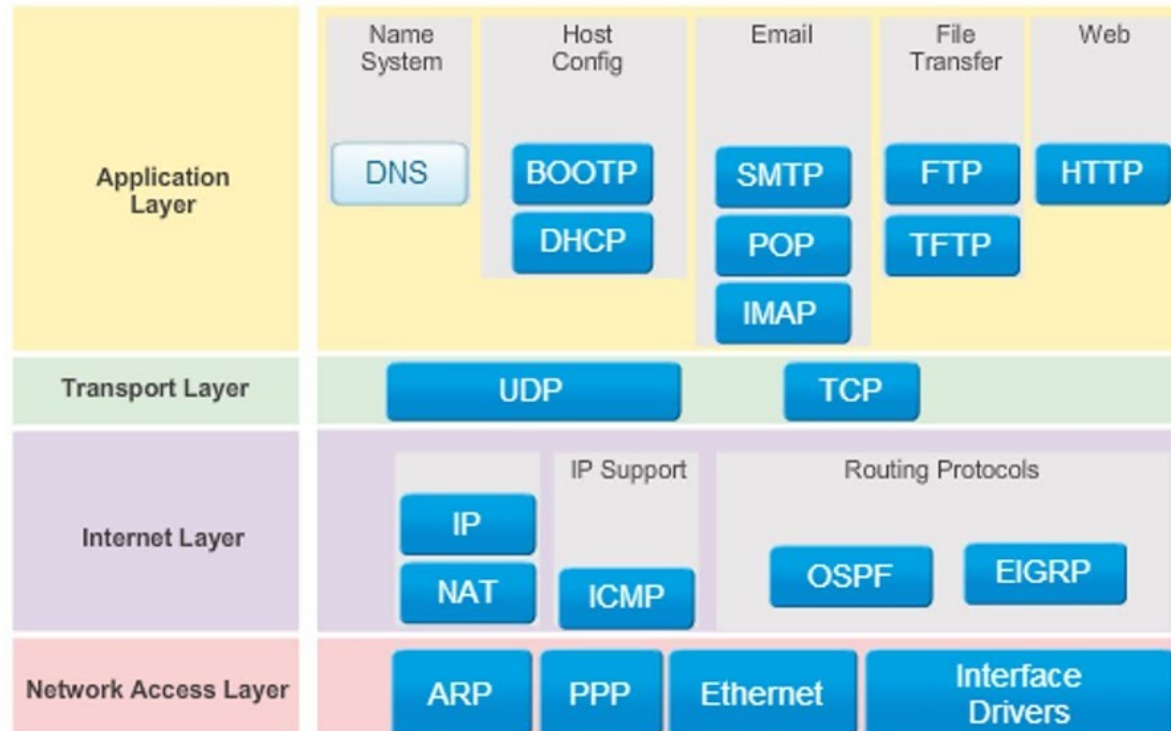 Name
System
Host
Config
Email
File
Transfer
Web
Application
Layer
DNS
BOOTP
SMTP
FTP
HTTP
DHCP
POP
TFTP
IMAP
Transport Layer
UDP
TCP
Internet Layer
IP Support
Routing Protocols
IP
NAT
ICMP
OSPF
EIGRP
Network Access Layer
ARP
PPP
Ethernet
Interface
Drivers